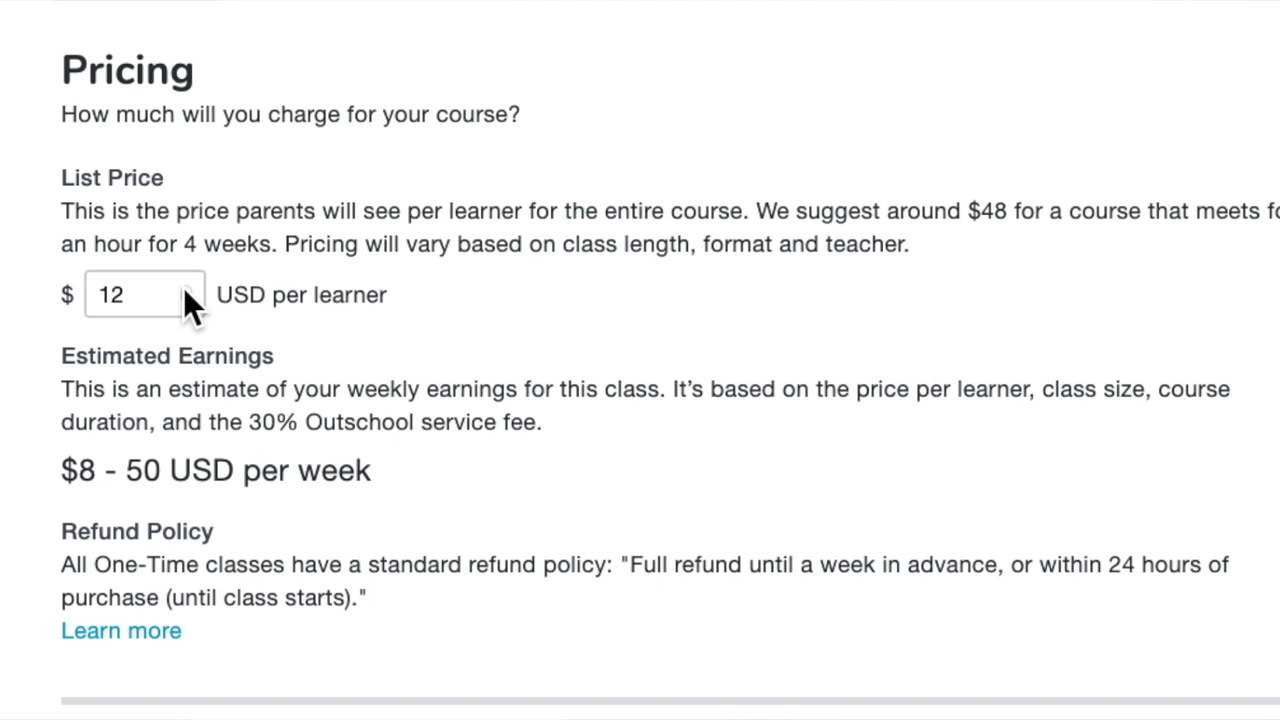 Pricing
How much will you charge for your course?
List Price
This is the price parents will see per learner for the entire course. We suggest around $48 for a course that meets
an hour for 4 weeks. Pricing will vary based on class length, format and teacher.
$ 12 USD per learner
Estimated Earnings
This is an estimate of your weekly earnings for this class. It’s based on the price per learner, class size, course
duration, and the 30% Outschool service fee.
$8 - 50 USD per week
Refund Policy
All One-Time classes have a standard refund policy: "Full refund until a week in advance, or within 24 hours of
purchase (until class starts)."
Learn more